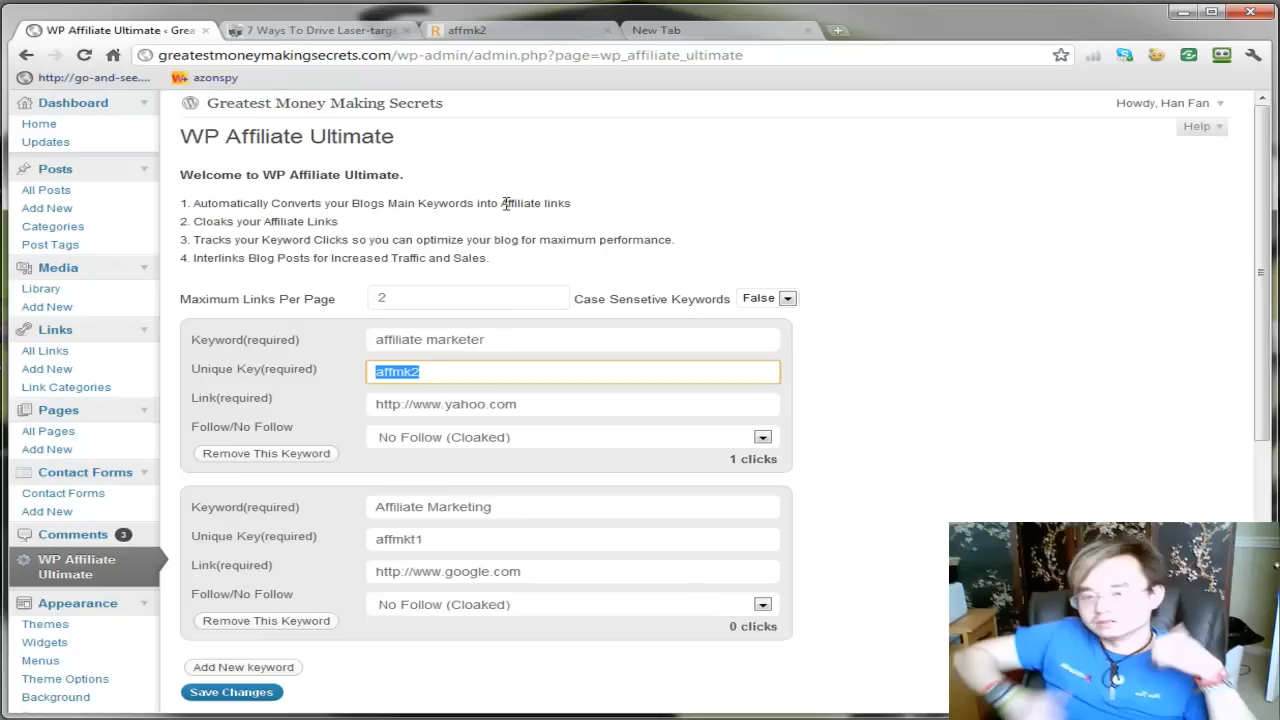 WP Affiliate Ultimate ‹ Grea
7 Ways To Drive Laser-targe
affmk2
New Tab
greatestmoneymakingsecrets.com/wp-admin/admin.php?page=wp_affiliate_ultimate
http://go-and-see....
azonspy
Dashboard
Home
Updates
Posts
All Posts
Add New
Categories
Post Tags
Media
Library
Add New
Links
All Links
Add New
Link Categories
Pages
All Pages
Add New
Contact Forms
Contact Forms
Add New
Comments 3
WP Affiliate
Ultimate
Appearance
Themes
Widgets
Menus
Theme Options
Background
Greatest Money Making Secrets
Howdy, Han Fan
Help
WP Affiliate Ultimate
Welcome to WP Affiliate Ultimate.
1. Automatically Converts your Blogs Main Keywords into Affiliate links
2. Cloaks your Affiliate Links
3. Tracks your Keyword Clicks so you can optimize your blog for maximum performance.
4. Interlinks Blog Posts for Increased Traffic and Sales.
Maximum Links Per Page 2 Case Sensetive Keywords False
Keyword(required) affiliate marketer
Unique Key(required) affmk2
Link(required) http://www.yahoo.com
Follow/No Follow No Follow (Cloaked)
Remove This Keyword
1 clicks
Keyword(required) Affiliate Marketing
Unique Key(required) affmkt1
Link(required) http://www.google.com
Follow/No Follow No Follow (Cloaked)
Remove This Keyword
0 clicks
Add New keyword
Save Changes